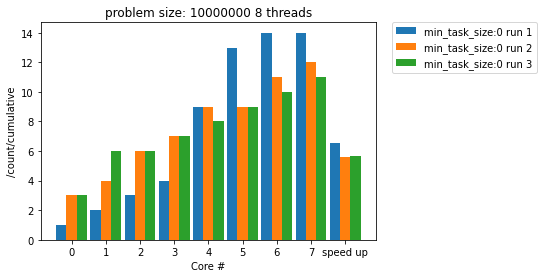 problem size: 10000000 8 threads
min_task_size:0 run 1
min_task_size:0 run 2
min_task_size:0 run 3
/count/cumulative
14
12
10
8
6
4
2
0
0 1 2 3 4 5 6 7 speed up
Core #